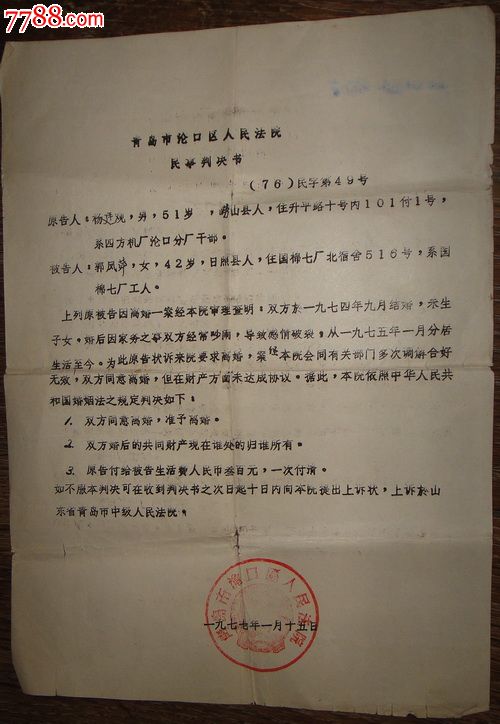 7788.com
青岛市沦口区人民法院
民事判决书
（76）民字第49号
原告人：杨 观，男，51岁，崂山县人，住升平路十号内101付1号，
系四方机厂沦口分厂干部。
被告人：郭凤萍，女，42岁，日照县人，住国棉七厂北宿舍516号，系国
棉七厂工人。
上列原被告因离婚一案经本院审理查明：双方於一九七四年九月结婚，未生
子女。婚后因家务之事双方经常吵闹，导致感情破裂。从一九七五年一月分居
生活至今。为此原告状诉来院要求离婚，案经本院会同有关部门多次调解合好
无效，双方同意离婚，但在财产方面未达成协议。据此，本院依照中华人民共
和国婚姻法之规定判决如下：
1. 双方同意离婚，准予离婚。
2. 双方婚后的共同财产现在谁处的归谁所有。
3. 原告付给被告生活费人民币叁百元，一次付清。
如不服本判决可在收到判决书之次日起十日内向本院提出上诉状，上诉於山
东省青岛市中级人民法院。
青岛市沧口区人民法院
一九七七年一月十五日